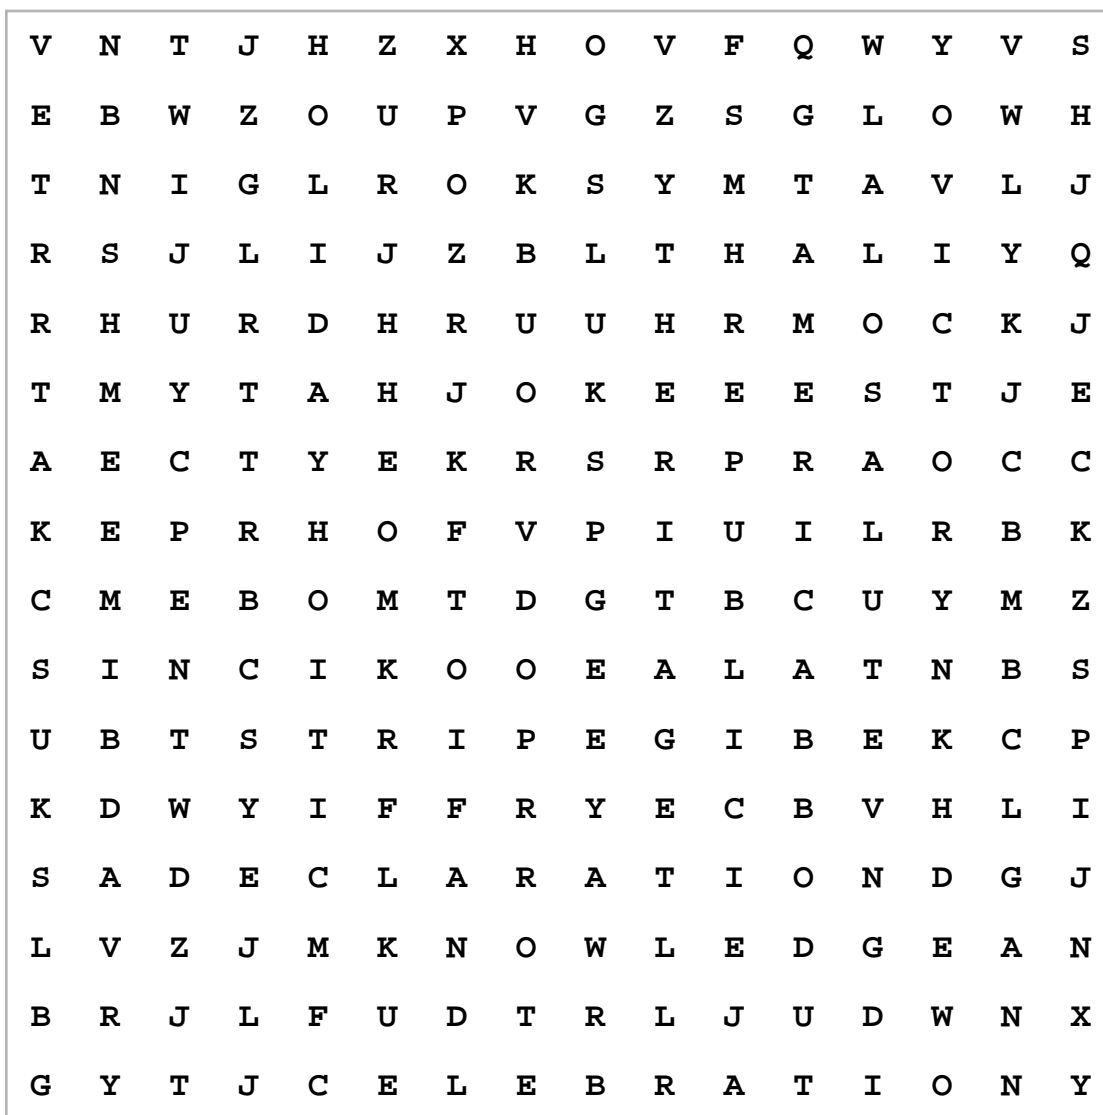 V N T J H Z X H O V F Q W Y V S
E B W Z O U P V G Z S G L O W H
T N I G L R O K S Y M T A V L J
R S J L I J Z B L T H A L I Y Q
R H U R D H R U U H R M O C K J
T M Y T A H J O K E E E S T J E
A E C T Y E K R S R P R A O C C
K E P R H O F V P I U I L R B K
C M E B O M T D G T B C U Y M Z
S I N C I K O O E A L A T N B S
U B T S T R I P E G I B E K C P
K D W Y I F F R Y E C B V H L I
S A D E C L A R A T I O N D G J
L V Z J M K N O W L E D G E A N
B R J L F U D T R L J U D W N X
G Y T J C E L E B R A T I O N Y